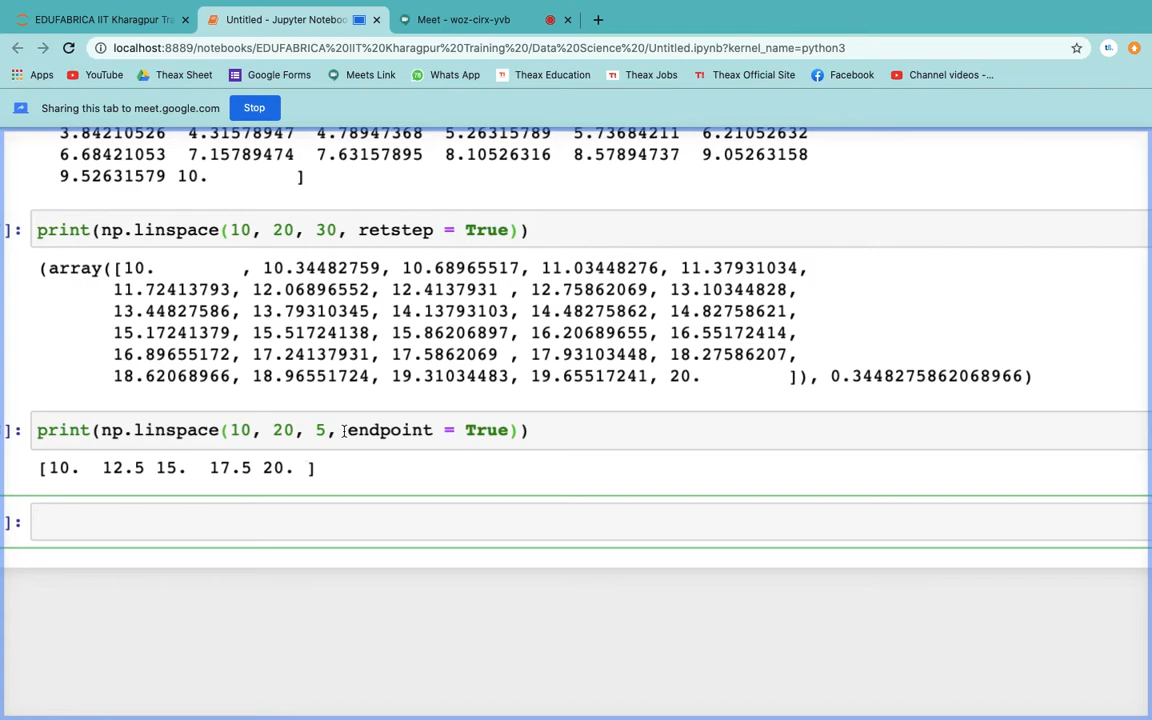 EDUFABRICA IIT Kharagpur Tra
Untitled - Jupyter Noteboo
Meet - woz-cirx-yvb
localhost:8889/notebooks/EDUFABRICA%20IIT%20Kharagpur%20Training%20/Data%20Science%20/Untitled.ipynb?kernel_name=python3
Apps YouTube Theax Sheet Google Forms Meets Link Whats App Theax Education Theax Jobs Theax Official Site Facebook Channel videos -...
Sharing this tab to meet.google.com Stop
3.84210526 4.31578947 4.78947368 5.26315789 5.73684211 6.21052632
6.68421053 7.15789474 7.63157895 8.10526316 8.57894737 9.05263158
9.52631579 10. ]
]: print(np.linspace(10, 20, 30, retstep = True))
(array([10. , 10.34482759, 10.68965517, 11.03448276, 11.37931034,
11.72413793, 12.06896552, 12.4137931 , 12.75862069, 13.10344828,
13.44827586, 13.79310345, 14.13793103, 14.48275862, 14.82758621,
15.17241379, 15.51724138, 15.86206897, 16.20689655, 16.55172414,
16.89655172, 17.24137931, 17.5862069 , 17.93103448, 18.27586207,
18.62068966, 18.96551724, 19.31034483, 19.65517241, 20. ]), 0.3448275862068966)
]: print(np.linspace(10, 20, 5, endpoint = True))
[10. 12.5 15. 17.5 20. ]
]: